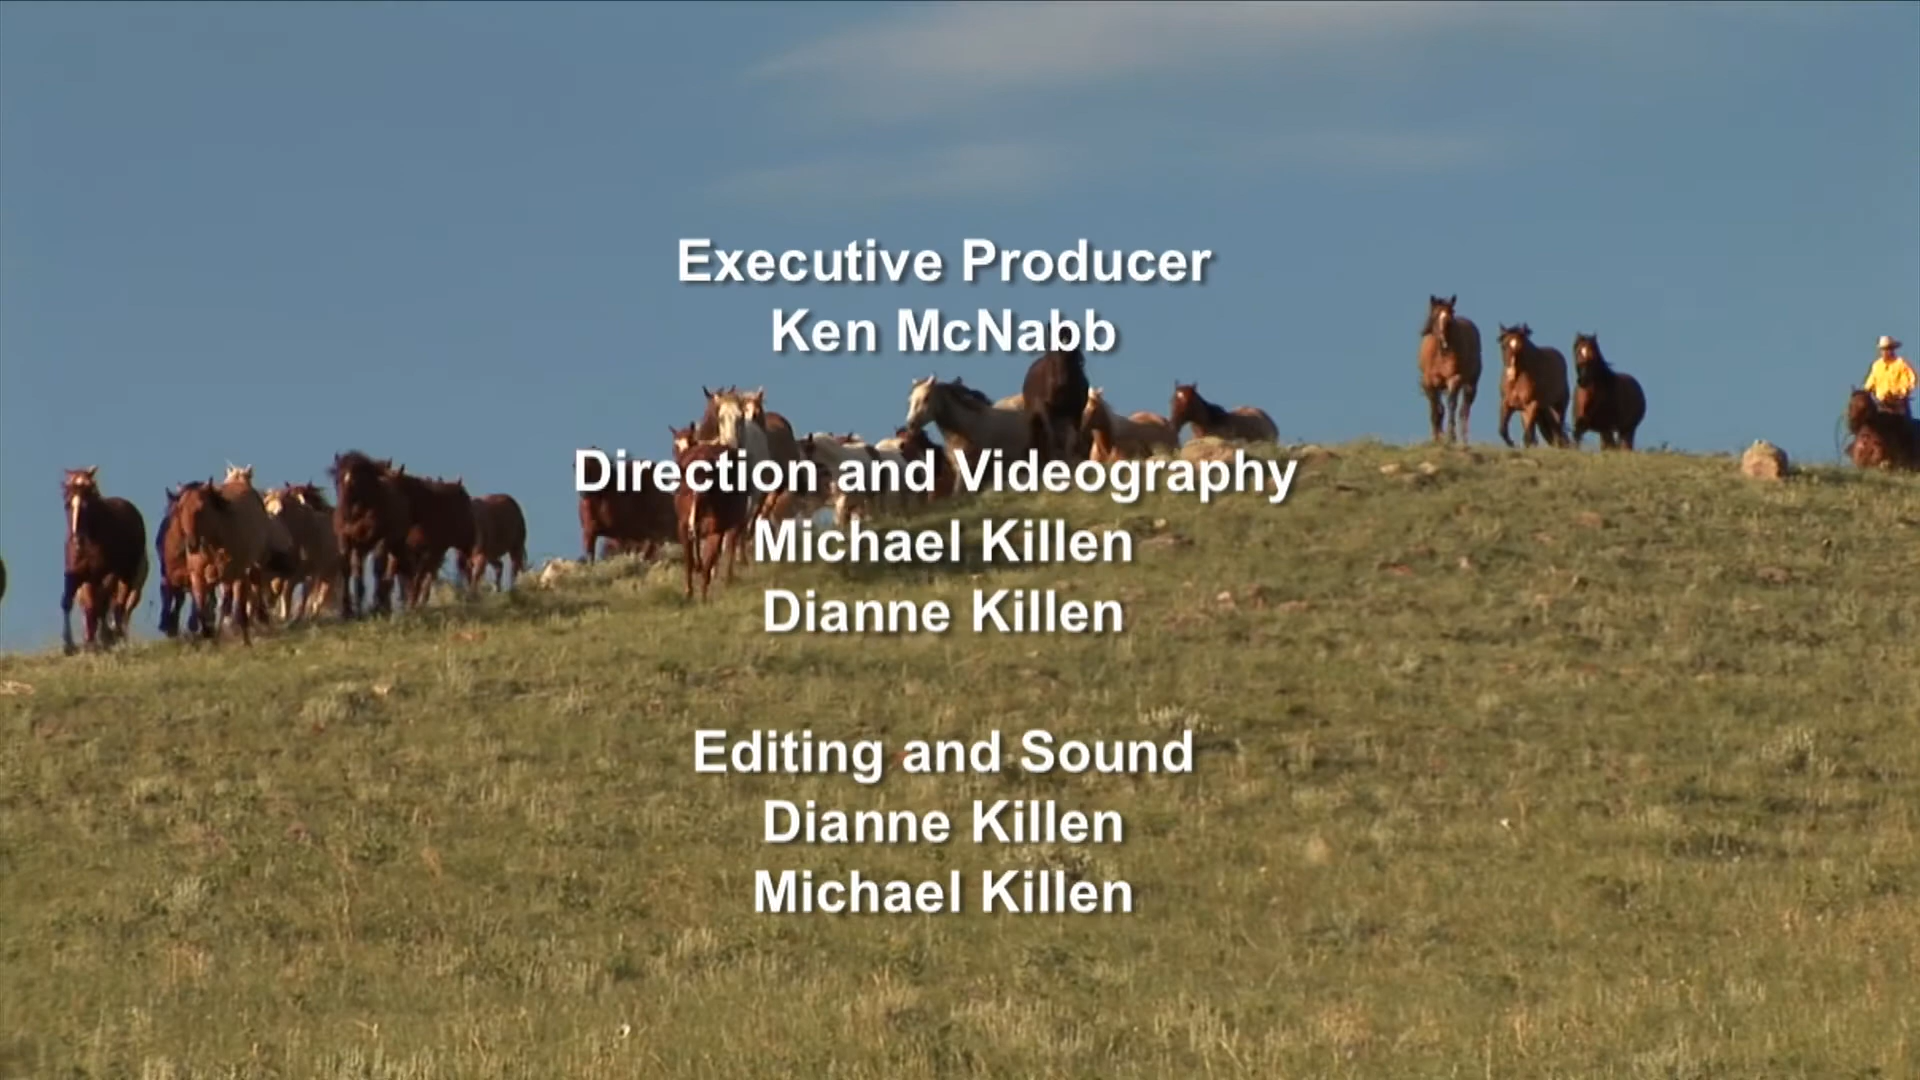 Executive Producer
Ken McNabb
Direction and Videography
Michael Killen
Dianne Killen
Editing and Sound
Dianne Killen
Michael Killen